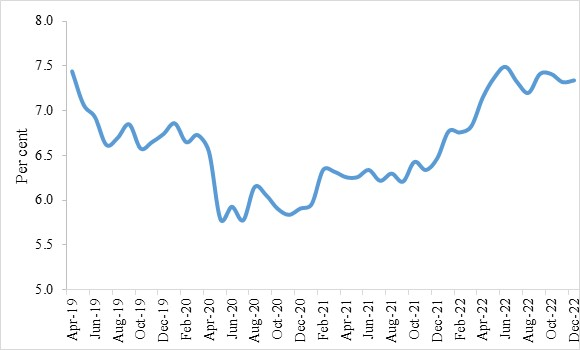 8.0
7.5
7.0
6.5
6.0
5.5
5.0
Per cent
Apr-19
Jun-19
Aug-19
Oct-19
Dec-19
Feb-20
Apr-20
Jun-20
Aug-20
Oct-20
Dec-20
Feb-21
Apr-21
Jun-21
Aug-21
Oct-21
Dec-21
Feb-22
Apr-22
Jun-22
Aug-22
Oct-22
Dec-22